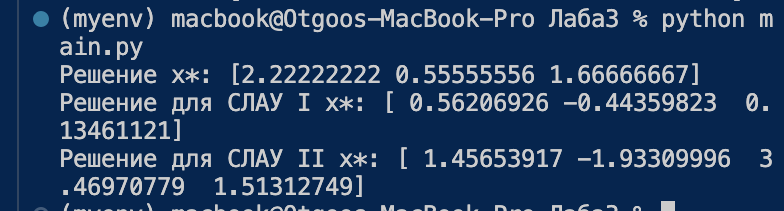 (myenv) macbook@Otgoos-MacBook-Pro Лаба3 % python m
ain.py
Решение x*: [2.22222222 0.55555556 1.66666667]
Решение для СЛАУ I x*: [ 0.56206926 -0.44359823  0.
13461121]
Решение для СЛАУ II x*: [ 1.45653917 -1.93309996  3
.46970779  1.51312749]
(myenv) macbook@Otgoos-MacBook-Pro Лаба3 %